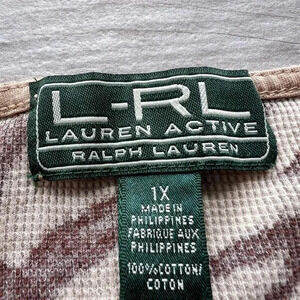 L-RL
LAUREN ACTIVE
RALPH LAUREN
1X
MADE IN
PHILIPPINES
FABRIQUE AUX
PHILIPPINES
100% COTTON/
COTON